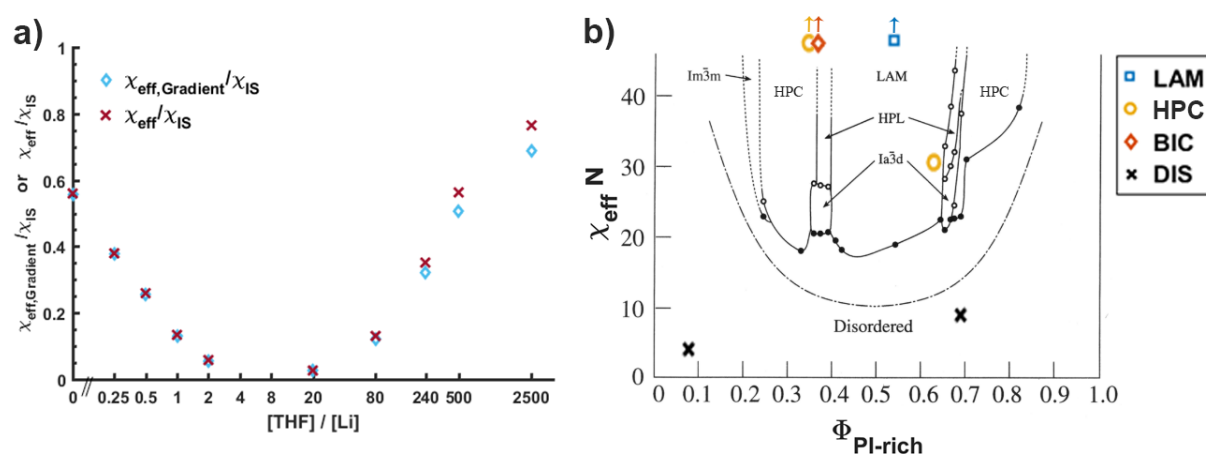 a)
1
0.8
0.6
0.4
0.2
0
χeff,Gradient/χIS or χeff/χIS
χeff,Gradient/χIS
χeff/χIS
0 0.25 0.5 1 2 4 8 20 80 240 500 2500
[THF] / [Li]
b)
40
30
20
10
0
χeffN
Im3̄m
HPC
LAM
HPC
HPL
Ia3̄d
Disordered
0 0.1 0.2 0.3 0.4 0.5 0.6 0.7 0.8 0.9 1.0
ΦPI-rich
LAM
HPC
BIC
DIS